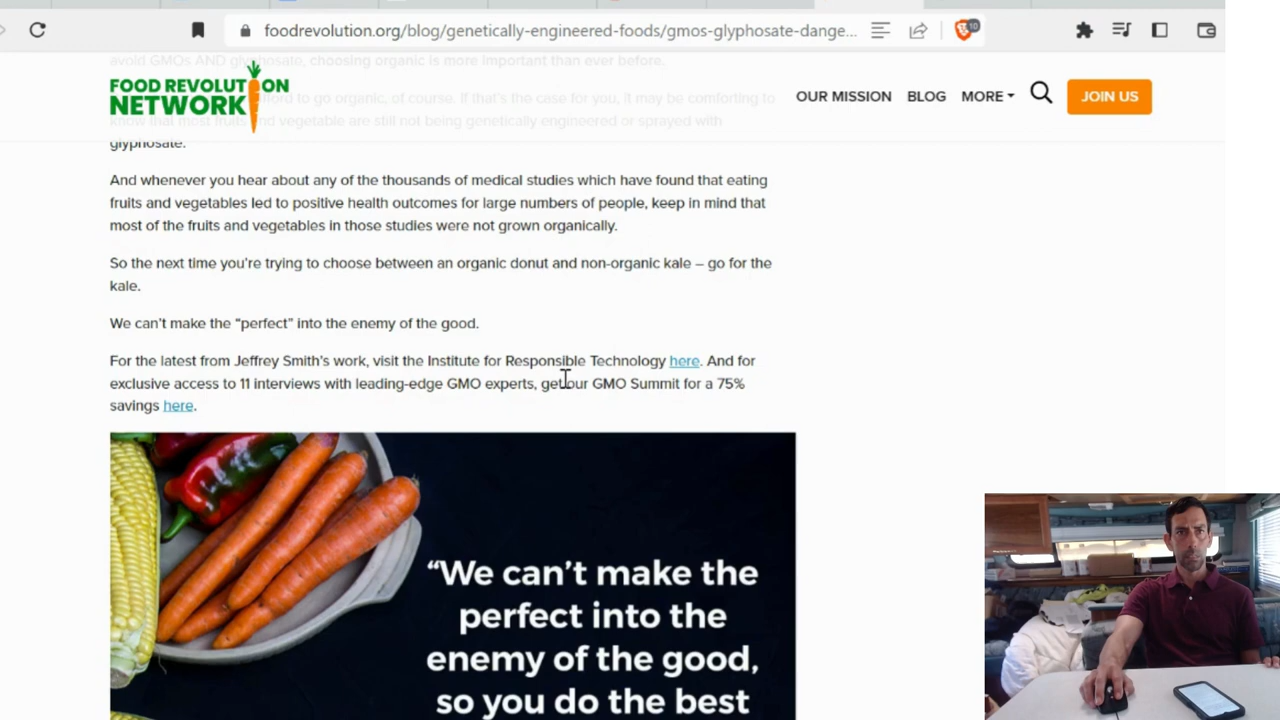 foodrevolution.org/blog/genetically-engineered-foods/gmos-glyphosate-dange...
10
avoid GMOs AND glyphosate, choosing organic is more important than ever before.
FOOD REVOLUTION
NETWORK
OUR MISSION
BLOG
MORE
JOIN US
ford to go organic, of course. If that's the case for you, it may be comforting to
know that most fruits and vegetable are still not being genetically engineered or sprayed with
glyphosate.
And whenever you hear about any of the thousands of medical studies which have found that eating
fruits and vegetables led to positive health outcomes for large numbers of people, keep in mind that
most of the fruits and vegetables in those studies were not grown organically.
So the next time you're trying to choose between an organic donut and non-organic kale – go for the
kale.
We can't make the “perfect” into the enemy of the good.
For the latest from Jeffrey Smith's work, visit the Institute for Responsible Technology here. And for
exclusive access to 11 interviews with leading-edge GMO experts, get our GMO Summit for a 75%
savings here.
“We can't make the
perfect into the
enemy of the good,
so you do the best